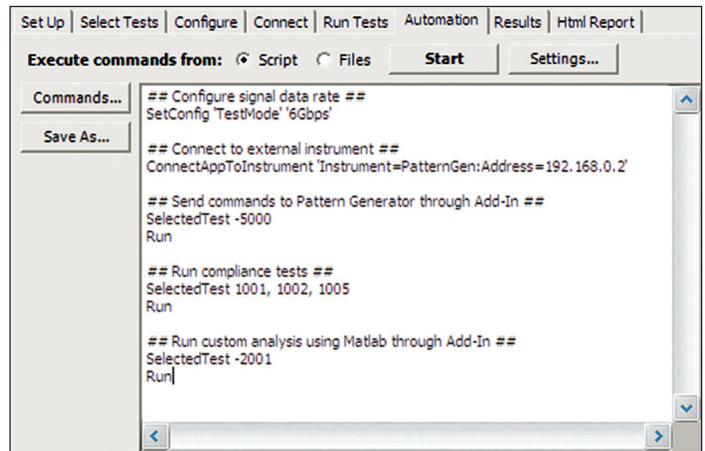 Set Up Select Tests Configure Connect Run Tests Automation Results Html Report
Execute commands from: Script Files Start Settings...
Commands...
Save As...
## Configure signal data rate ##
SetConfig 'TestMode' '6Gbps'
## Connect to external instrument ##
ConnectAppToInstrument 'Instrument=PatternGen:Address=192.168.0.2'
## Send commands to Pattern Generator through Add-In ##
SelectedTest -5000
Run
## Run compliance tests ##
SelectedTest 1001, 1002, 1005
Run
## Run custom analysis using Matlab through Add-In ##
SelectedTest -2001
Run